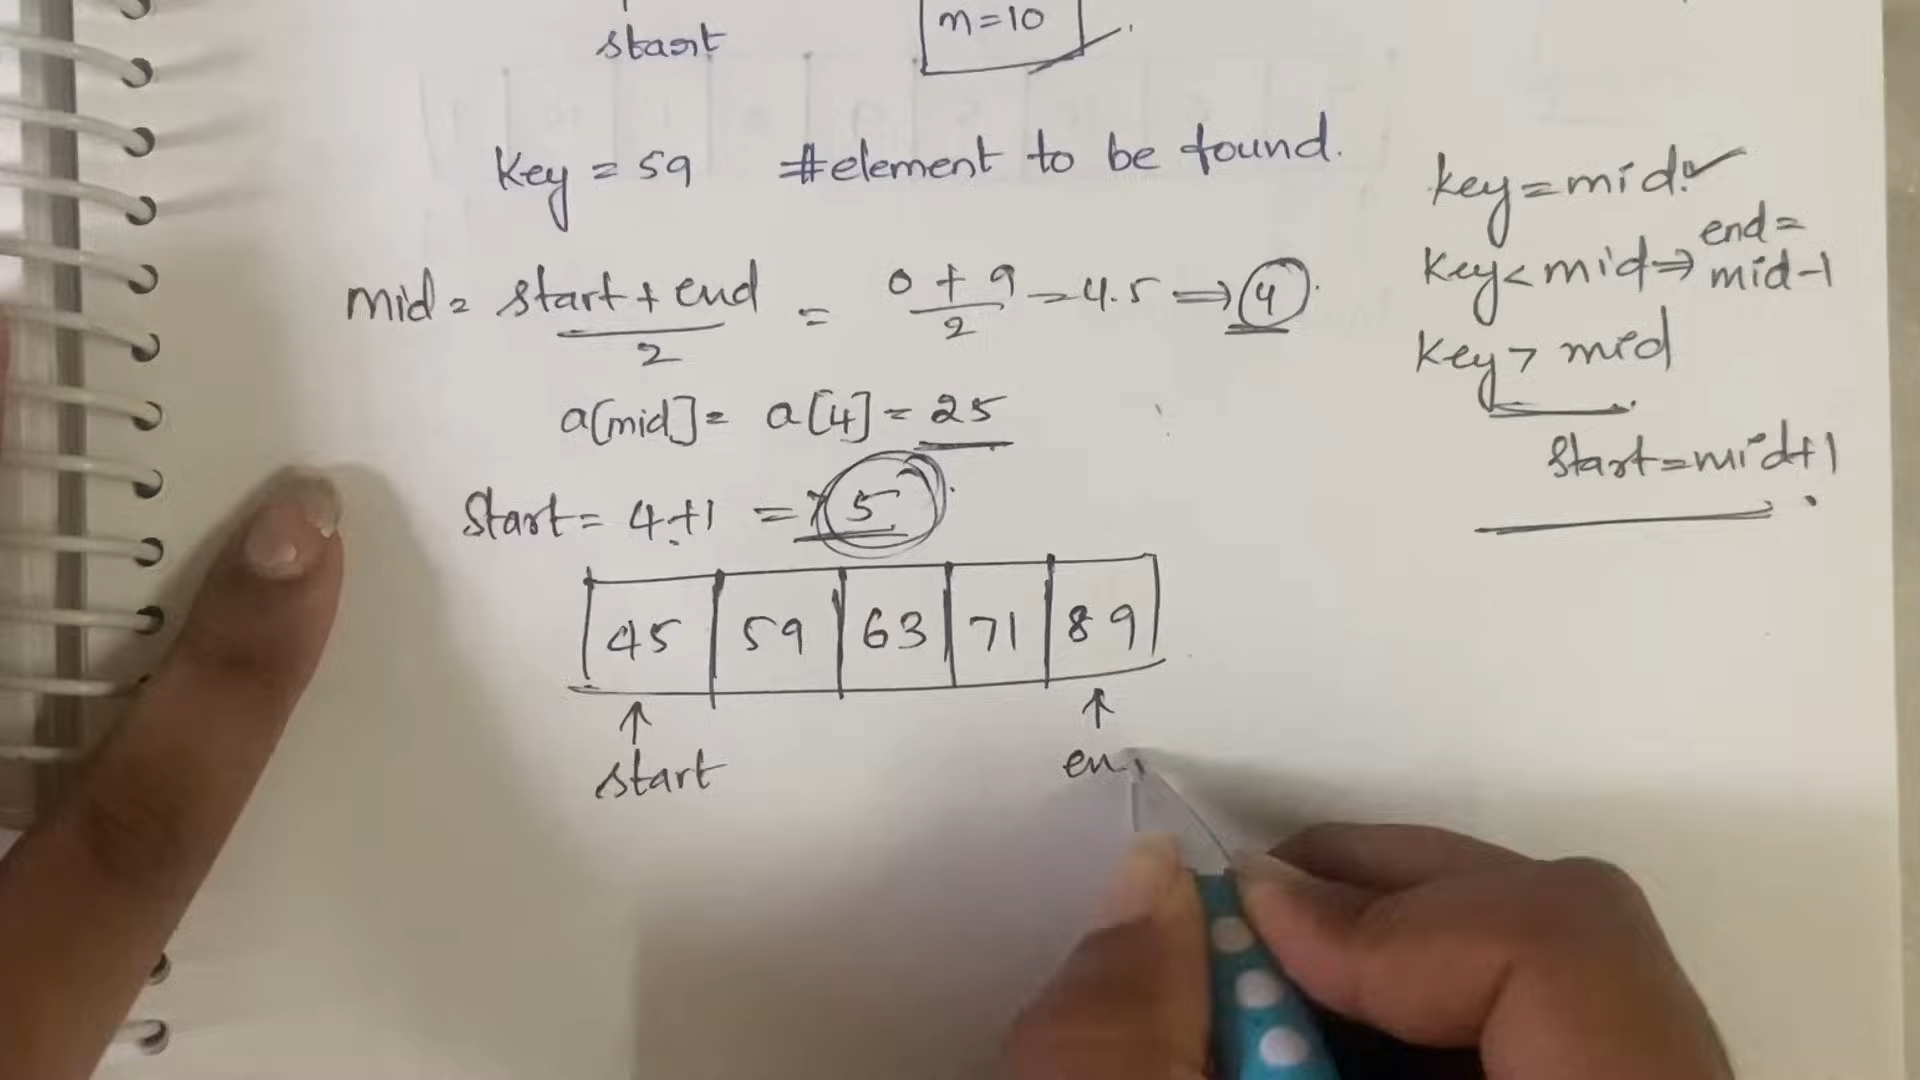 start
n=10
Key = 59 #element to be found.
mid = start + end / 2 = 0 + 9 / 2 = 4.5 ⇒ 4
a[mid] = a[4] = 25
Start = 4+1 = 5
45 59 63 71 89
↑ ↑
start en
key = mid ✓
key < mid ⇒ end = mid-1
key > mid
Start = mid+1